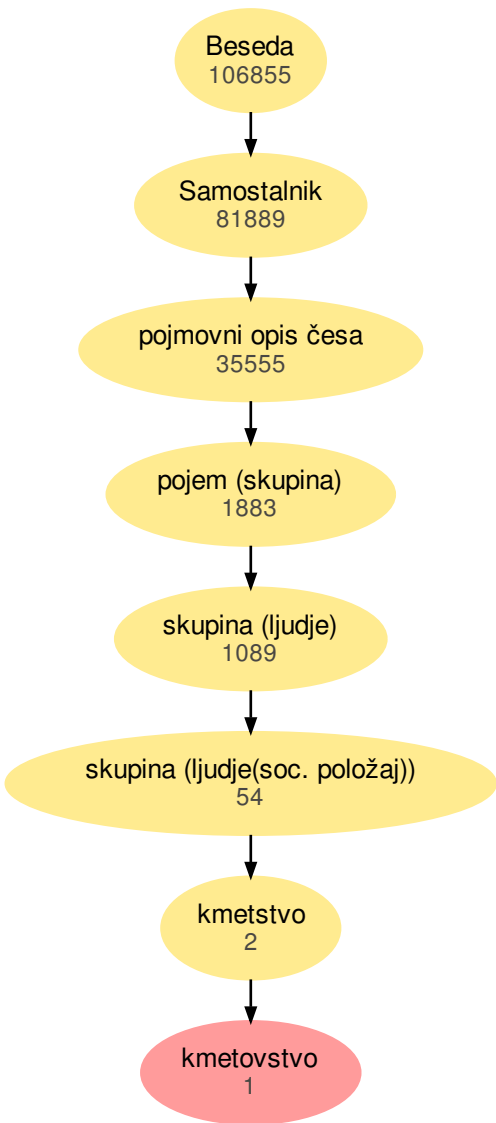 Beseda
106855
Samostalnik
81889
pojmovni opis česa
35555
pojem (skupina)
1883
skupina (ljudje)
1089
skupina (ljudje(soc. položaj))
54
kmetstvo
2
kmetovstvo
1